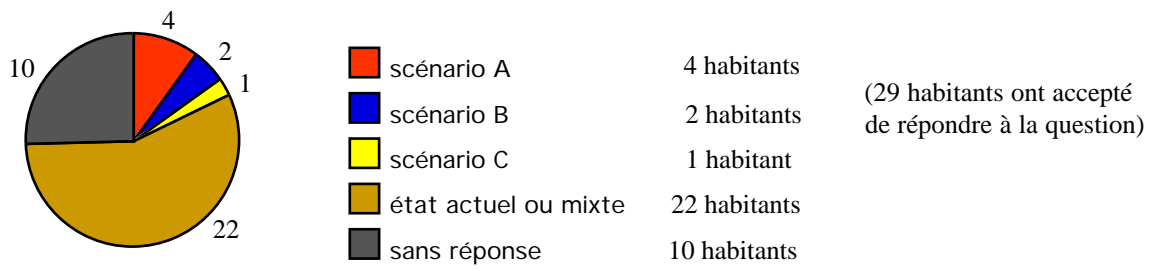 4
2
1
22
10
scénario A 4 habitants
scénario B 2 habitants
scénario C 1 habitant
état actuel ou mixte 22 habitants
sans réponse 10 habitants
(29 habitants ont accepté
de répondre à la question)